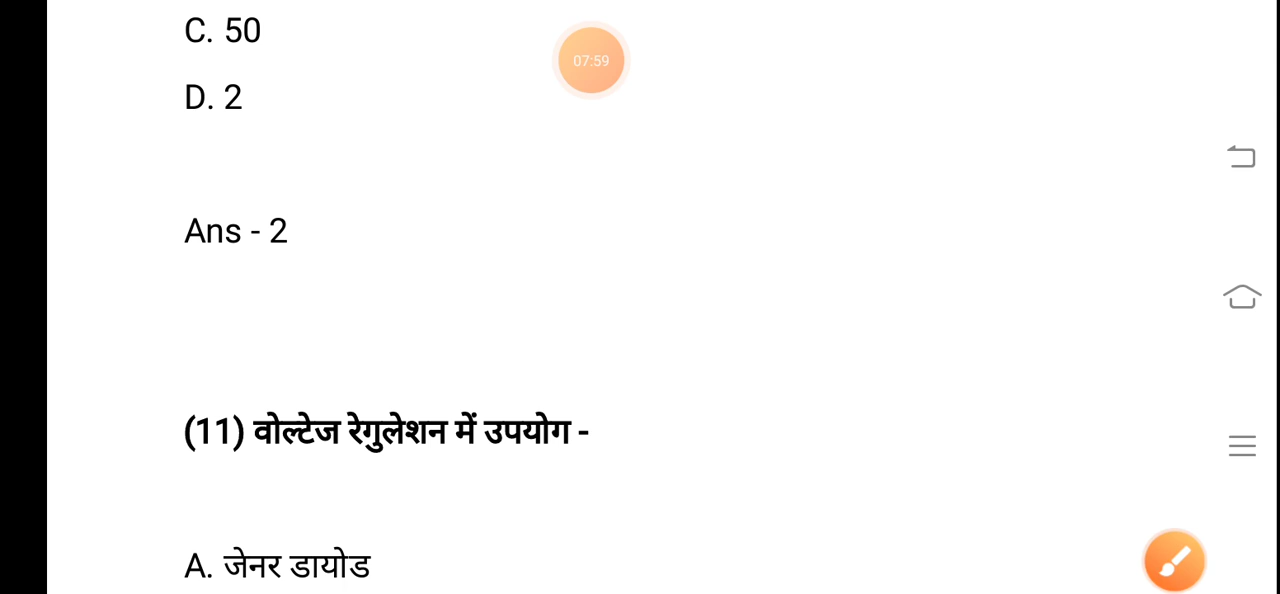 C. 50
07:59
D. 2
Ans - 2
(11) वोल्टेज रेगुलेशन में उपयोग -
A. जेनर डायोड